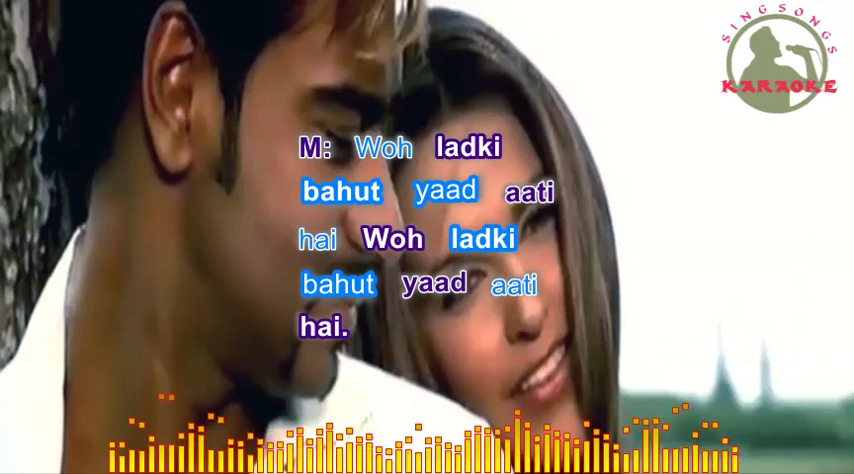 SING SONGS
KARAOKE
M: Woh ladki
bahut yaad aati
hai Woh ladki
bahut yaad aati
hai.